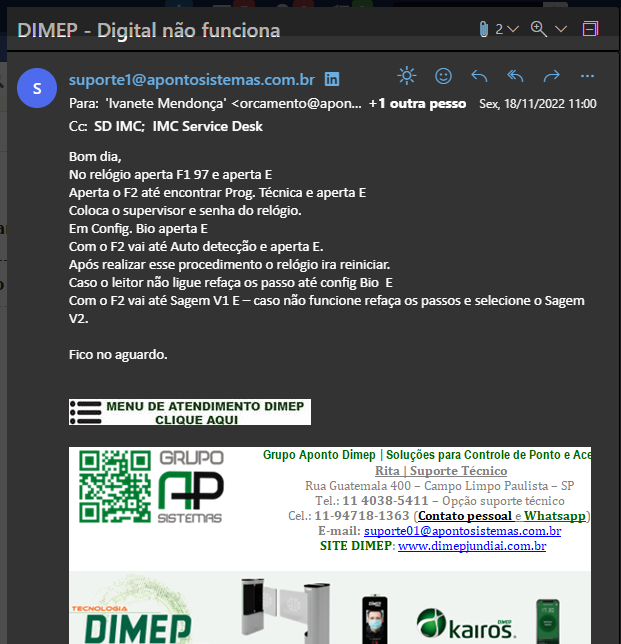 DIMEP - Digital não funciona
2
S
suporte1@apontosistemas.com.br
Para: 'Ivanete Mendonça' <orcamento@apon... +1 outra pesso Sex, 18/11/2022 11:00
Cc: SD IMC; IMC Service Desk
Bom dia,
No relógio aperta F1 97 e aperta E
Aperta o F2 até encontrar Prog. Técnica e aperta E
Coloca o supervisor e senha do relógio.
Em Config. Bio aperta E
Com o F2 vai até Auto detecção e aperta E.
Após realizar esse procedimento o relógio ira reiniciar.
Caso o leitor não ligue refaça os passo até config Bio E
Com o F2 vai até Sagem V1 E – caso não funcione refaça os passos e selecione o Sagem
V2.
Fico no aguardo.
MENU DE ATENDIMENTO DIMEP
CLIQUE AQUI
GRUPO
AP
SISTEMAS
Grupo Aponto Dimep | Soluções para Controle de Ponto e Ace
Rita | Suporte Técnico
Rua Guatemala 400 – Campo Limpo Paulista – SP
Tel.: 11 4038-5411 – Opção suporte técnico
Cel.: 11-94718-1363 (Contato pessoal e Whatsapp)
E-mail: suporte01@apontosistemas.com.br
SITE DIMEP: www.dimepjundiai.com.br
TECNOLOGIA
DIMEP
kairos DIMEP